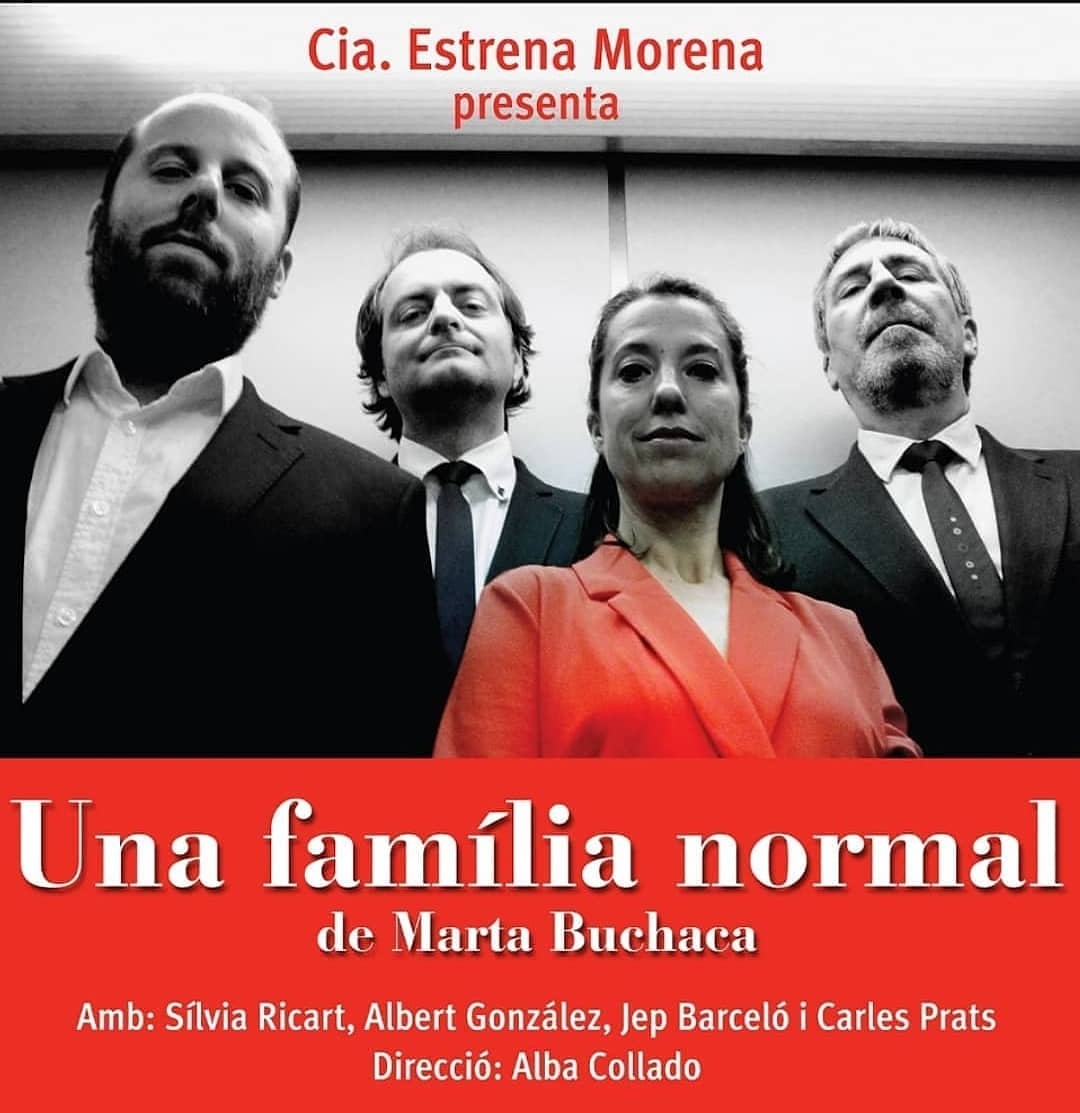 Cia. Estrena Morena
presenta
Una família normal
de Marta Buchaca
Amb: Sílvia Ricart, Albert González, Jep Barceló i Carles Prats
Direcció: Alba Collado